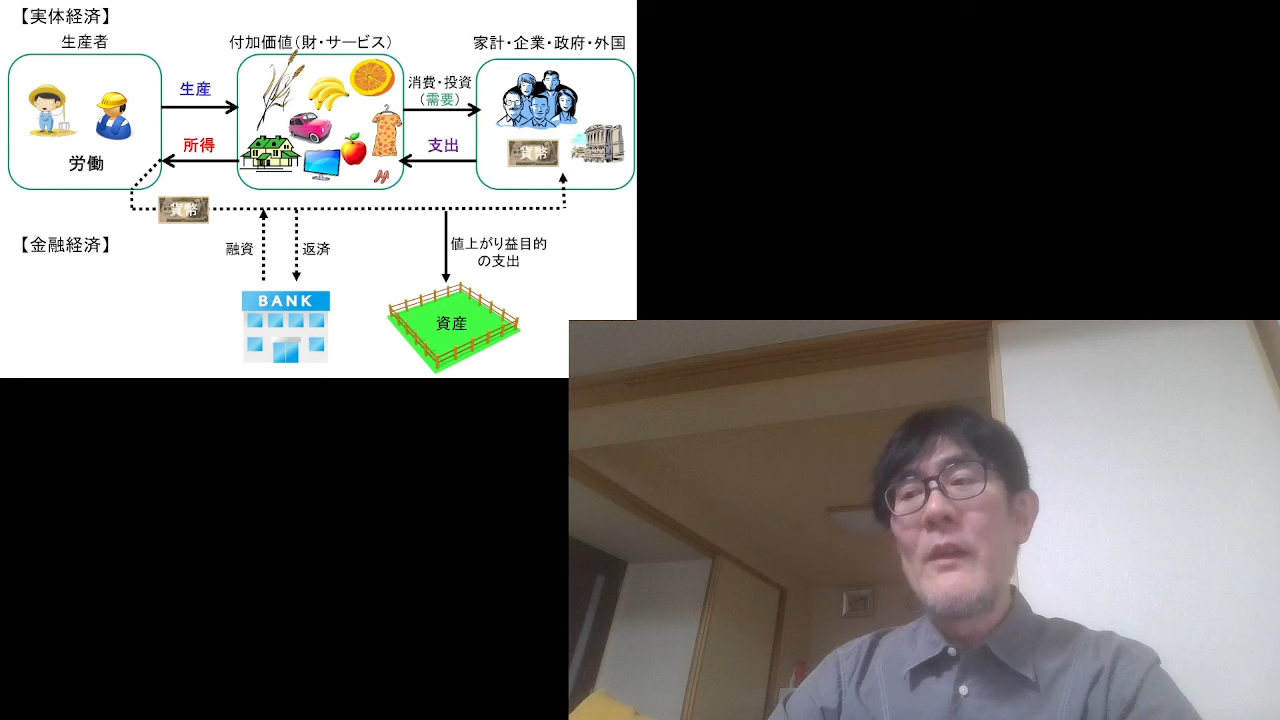 【実体経済】
生産者
付加価値(財・サービス)
家計・企業・政府・外国
生産
消費・投資
(需要)
所得
支出
労働
貨幣
貨幣
【金融経済】
融資
返済
値上がり益目的
の支出
BANK
資産